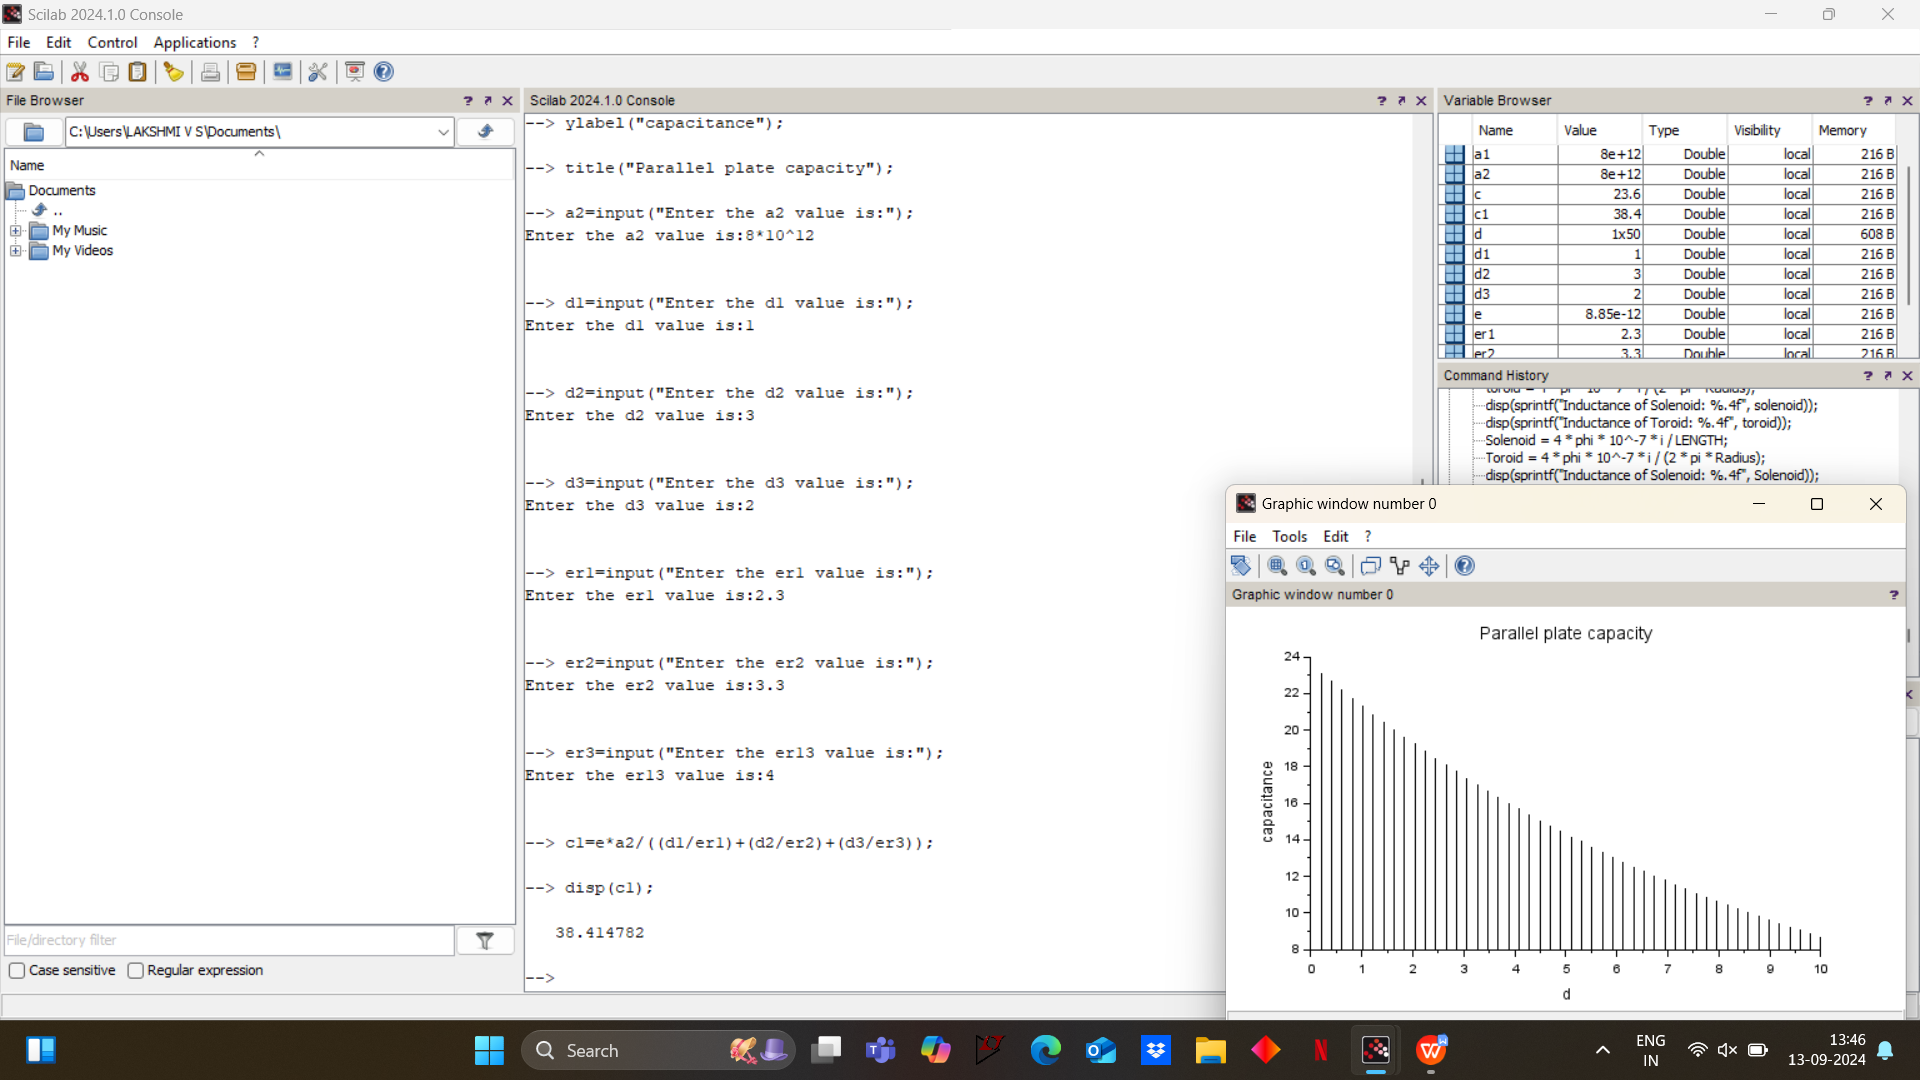 Scilab 2024.1.0 Console
File Edit Control Applications ?
File Browser ? 
C:\Users\LAKSHMI V S\Documents\
Name
Documents
..
My Music
My Videos
File/directory filter
Case sensitive Regular expression
Scilab 2024.1.0 Console ?
--> ylabel("capacitance");
--> title("Parallel plate capacity");
--> a2=input("Enter the a2 value is:");
Enter the a2 value is:8*10^12
--> d1=input("Enter the d1 value is:");
Enter the d1 value is:1
--> d2=input("Enter the d2 value is:");
Enter the d2 value is:3
--> d3=input("Enter the d3 value is:");
Enter the d3 value is:2
--> er1=input("Enter the er1 value is:");
Enter the er1 value is:2.3
--> er2=input("Enter the er2 value is:");
Enter the er2 value is:3.3
--> er3=input("Enter the er13 value is:");
Enter the er13 value is:4
--> c1=e*a2/((d1/er1)+(d2/er2)+(d3/er3));
--> disp(c1);
38.414782
-->
Variable Browser ?
Name Value Type Visibility Memory
a1 8e+12 Double local 216 B
a2 8e+12 Double local 216 B
c 23.6 Double local 216 B
c1 38.4 Double local 216 B
d 1x50 Double local 608 B
d1 1 Double local 216 B
d2 3 Double local 216 B
d3 2 Double local 216 B
e 8.85e-12 Double local 216 B
er1 2.3 Double local 216 B
er2 3.3 Double local 216 B
Command History ?
disp(sprintf("Inductance of Solenoid: %.4f", solenoid));
disp(sprintf("Inductance of Toroid: %.4f", toroid));
Solenoid = 4 * phi * 10^-7 * i / LENGTH;
Toroid = 4 * phi * 10^-7 * i / (2 * pi * Radius);
disp(sprintf("Inductance of Solenoid: %.4f", Solenoid));
Graphic window number 0
File Tools Edit ?
Graphic window number 0 ?
Parallel plate capacity
24
22
20
18
16
14
12
10
8
capacitance
0 1 2 3 4 5 6 7 8 9 10
d
Search
ENG
IN
13:46
13-09-2024